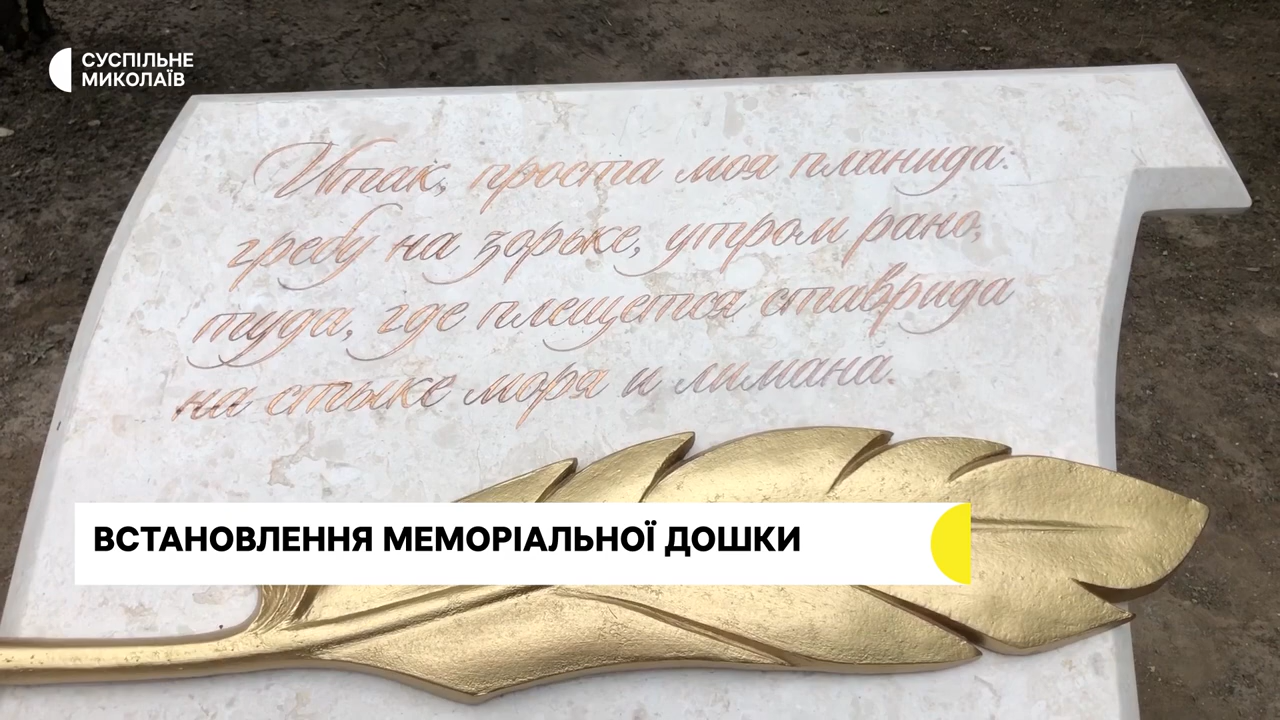 СУСПІЛЬНЕ
МИКОЛАЇВ
Итак, проста моя планида:
гребу на зорьке, утром рано,
туда, где плещется ставрида
на стыке моря и лимана.
ВСТАНОВЛЕННЯ МЕМОРІАЛЬНОЇ ДОШКИ